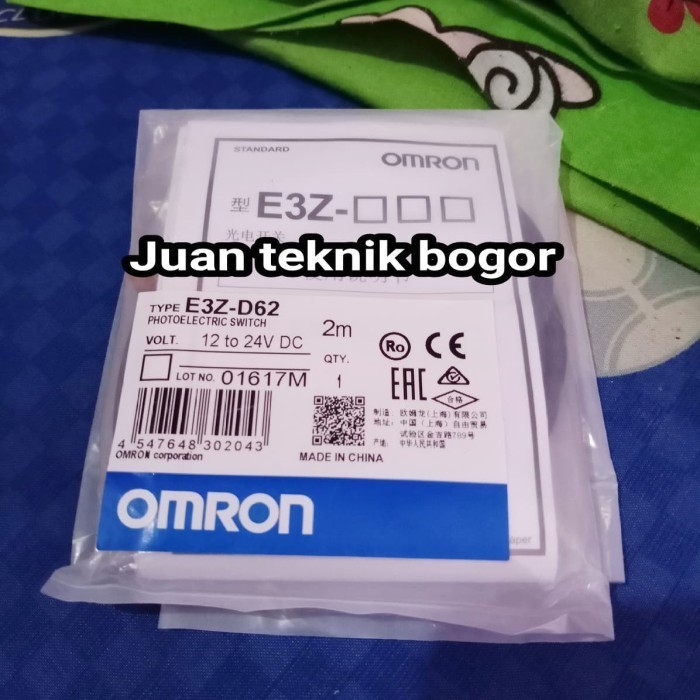 STANDARD
OMRON
型 E3Z-□□□
光电开关
Juan teknik bogor
TYPE E3Z-D62
PHOTOELECTRIC SWITCH
2m
VOLT. 12 to 24V DC
QTY.
LOT NO. 01617M 1
4 547648 302043
OMRON corporation
Ro CE
EAC
合格
制造: 欧姆龙(上海)有限公司
地址: 中国(上海)自由贸易
试验区金吉路789号
产地: 中华人民共和国
MADE IN CHINA
OMRON
aper